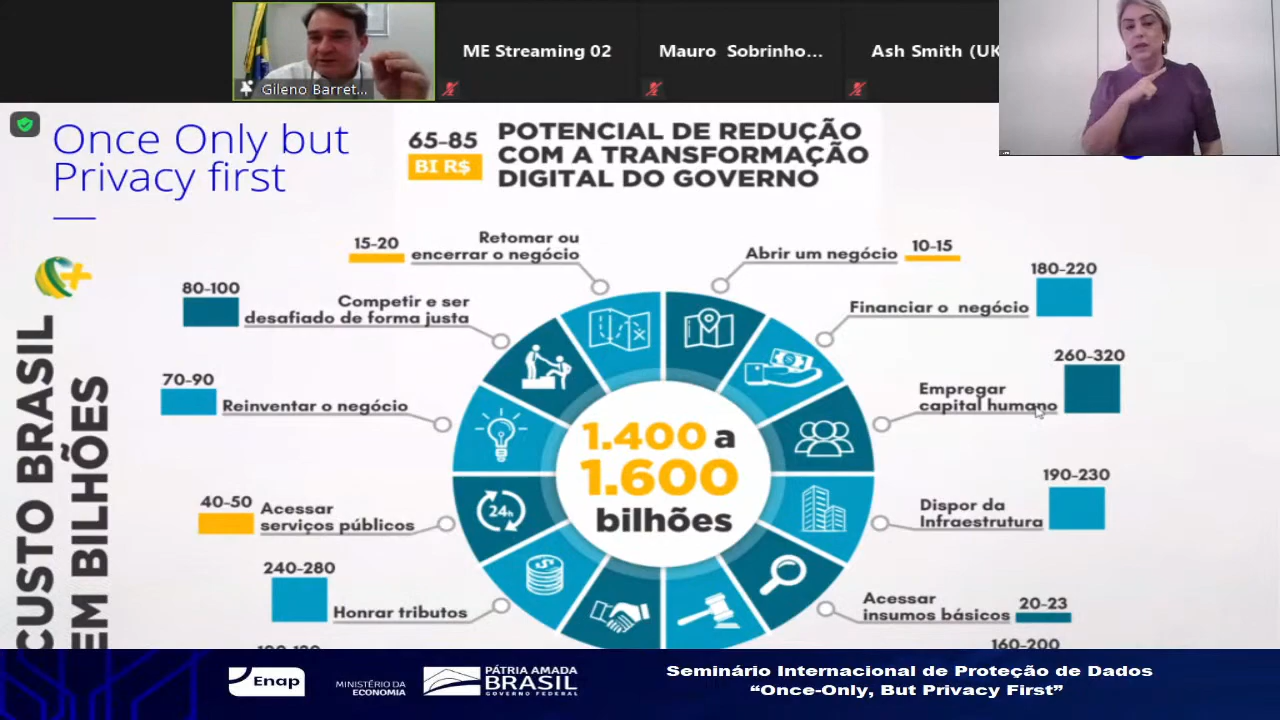 Gileno Barret...
ME Streaming 02
Mauro Sobrinho...
Ash Smith (UK
Once Only but
Privacy first
65-85
BI R$
POTENCIAL DE REDUÇÃO
COM A TRANSFORMAÇÃO
DIGITAL DO GOVERNO
CUSTO BRASIL
EM BILHÕES
15-20
Retomar ou
encerrar o negócio
Abrir um negócio
10-15
80-100
Competir e ser
desafiado de forma justa
Financiar o negócio
180-220
70-90
Reinventar o negócio
Empregar
capital humano
260-320
1.400 a
1.600
bilhões
40-50
Acessar
serviços públicos
24h
Dispor da
Infraestrutura
190-230
240-280
Honrar tributos
Acessar
insumos básicos
20-23
160-200
Enap
MINISTÉRIO DA
ECONOMIA
PÁTRIA AMADA
BRASIL
GOVERNO FEDERAL
Seminário Internacional de Proteção de Dados
“Once-Only, But Privacy First”